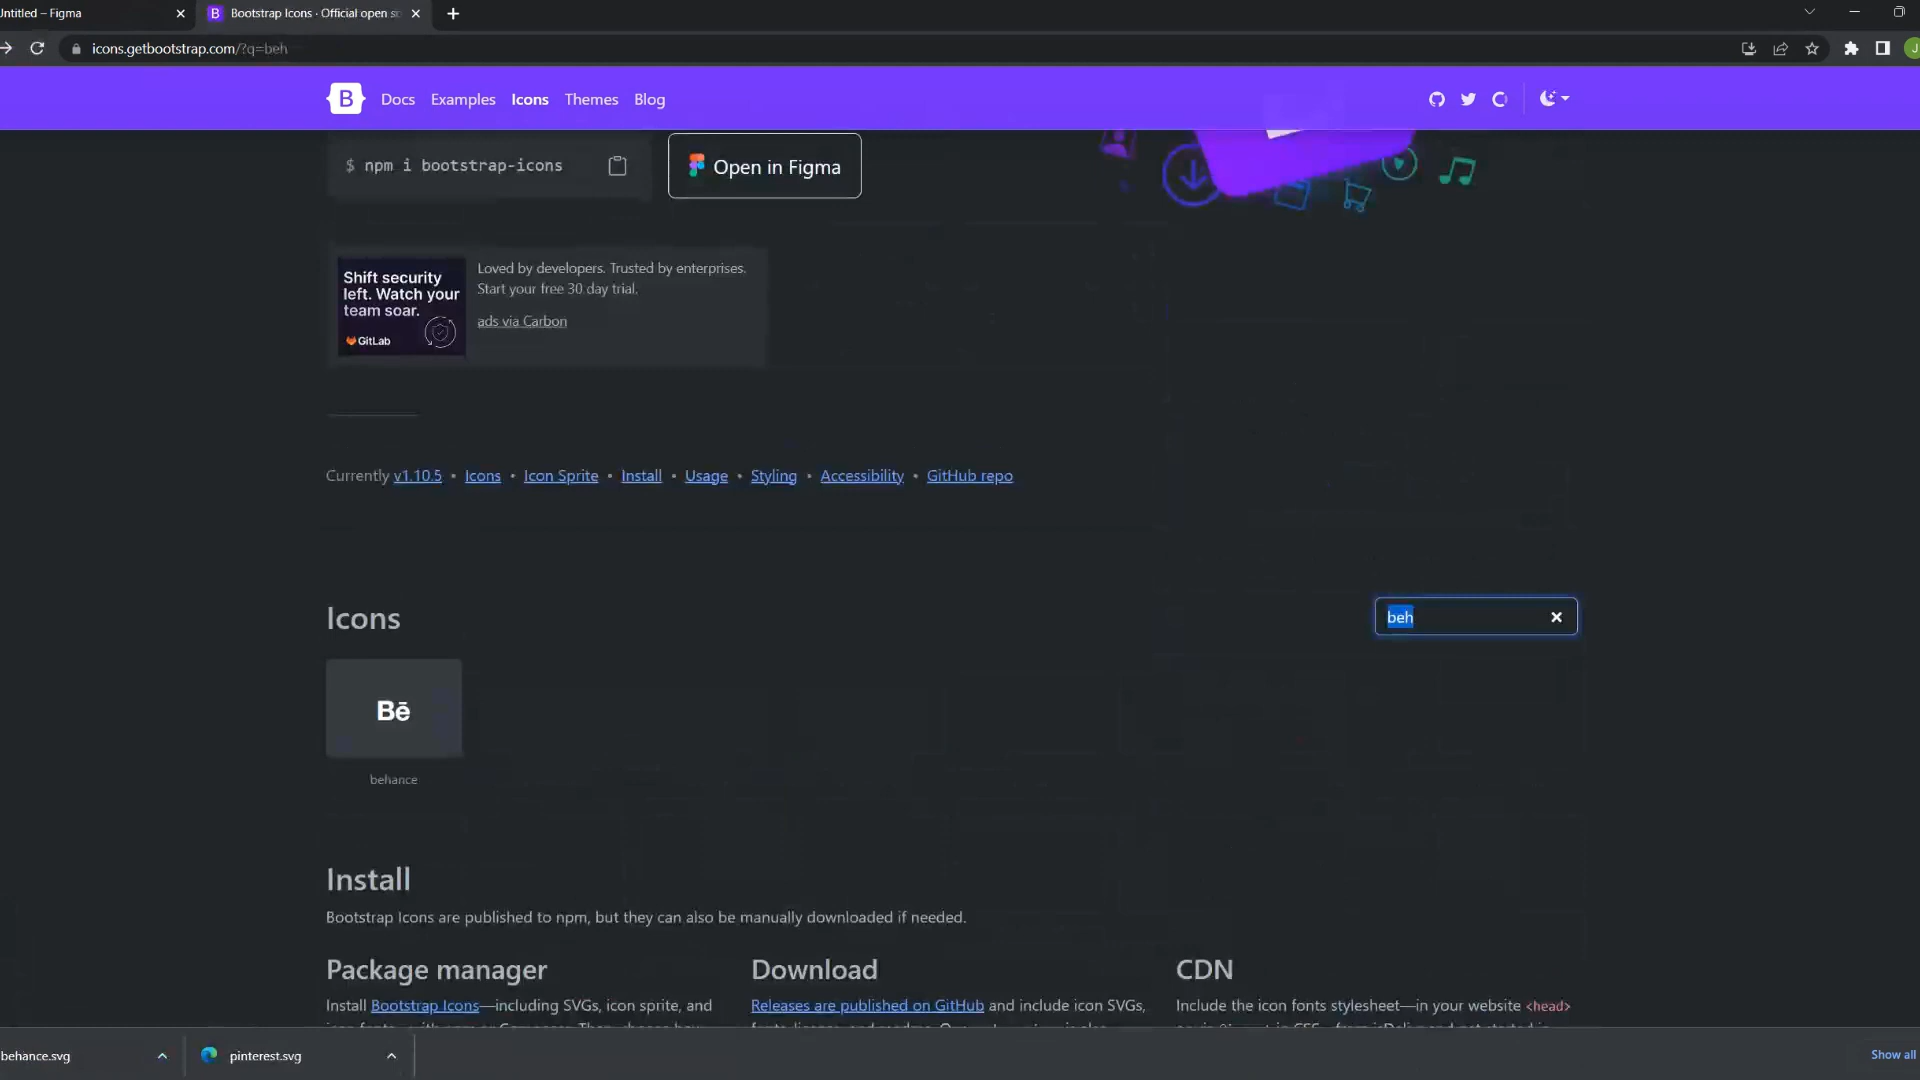 Untitled – Figma
B Bootstrap Icons · Official open so
icons.getbootstrap.com/?q=beh
J
B Docs Examples Icons Themes Blog
$ npm i bootstrap-icons
Open in Figma
Shift security
left. Watch your
team soar.
GitLab
Loved by developers. Trusted by enterprises.
Start your free 30 day trial.
ads via Carbon
Currently v1.10.5 • Icons • Icon Sprite • Install • Usage • Styling • Accessibility • GitHub repo
Icons
beh
Bē
behance
Install
Bootstrap Icons are published to npm, but they can also be manually downloaded if needed.
Package manager
Install Bootstrap Icons—including SVGs, icon sprite, and
Download
Releases are published on GitHub and include icon SVGs,
CDN
Include the icon fonts stylesheet—in your website <head>
behance.svg
pinterest.svg
Show all